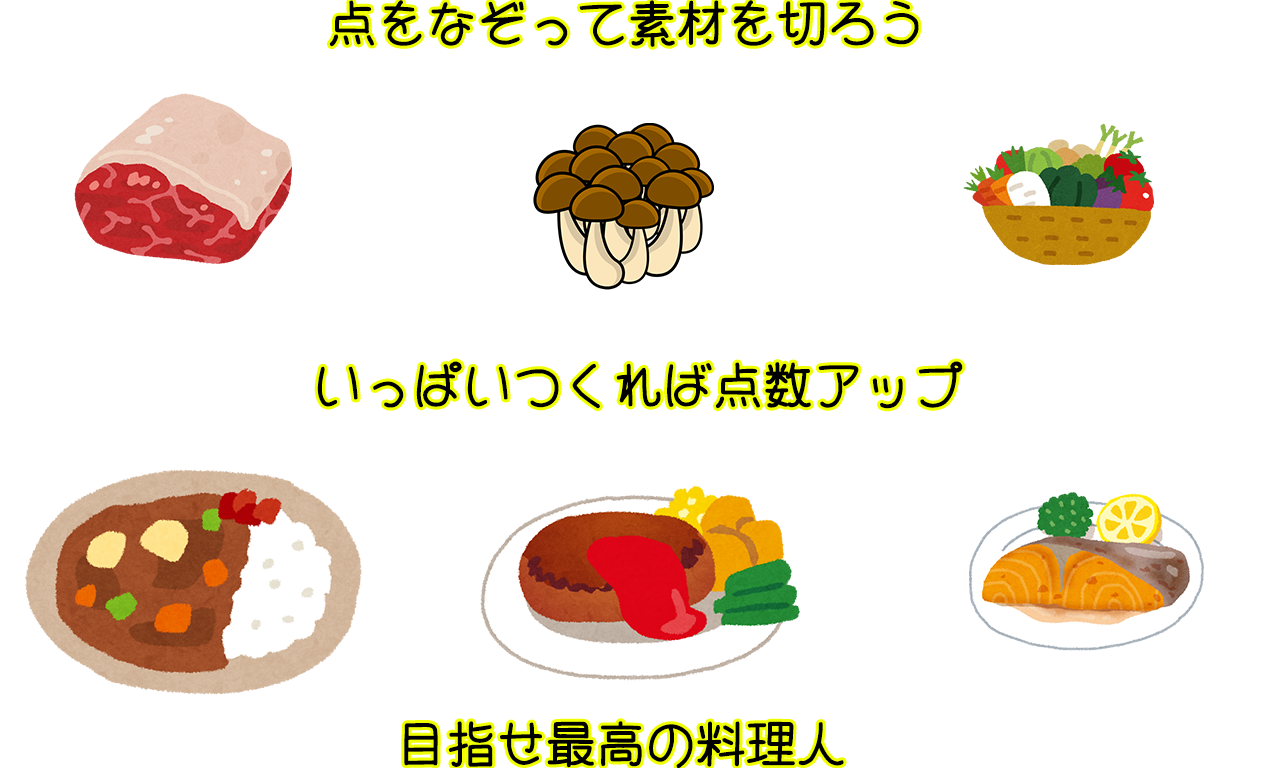 点をなぞって素材を切ろう
いっぱいつくれば点数アップ
目指せ最高の料理人